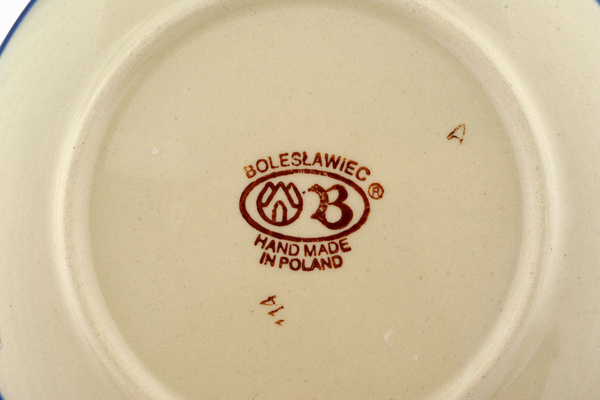 A
BOLESŁAWIEC
B ®
HAND MADE
IN POLAND